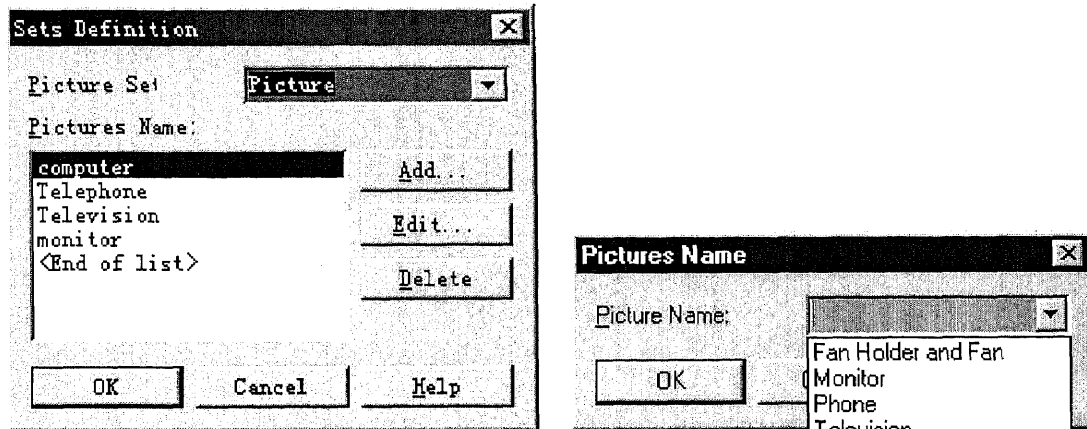 Sets Definition
Picture Set
Picture
Pictures Name:
computer
Telephone
Television
monitor
<End of list>
Add...
Edit...
Delete
OK
Cancel
Help
Pictures Name
Picture Name:
Fan Holder and Fan
Monitor
Phone
Television
OK